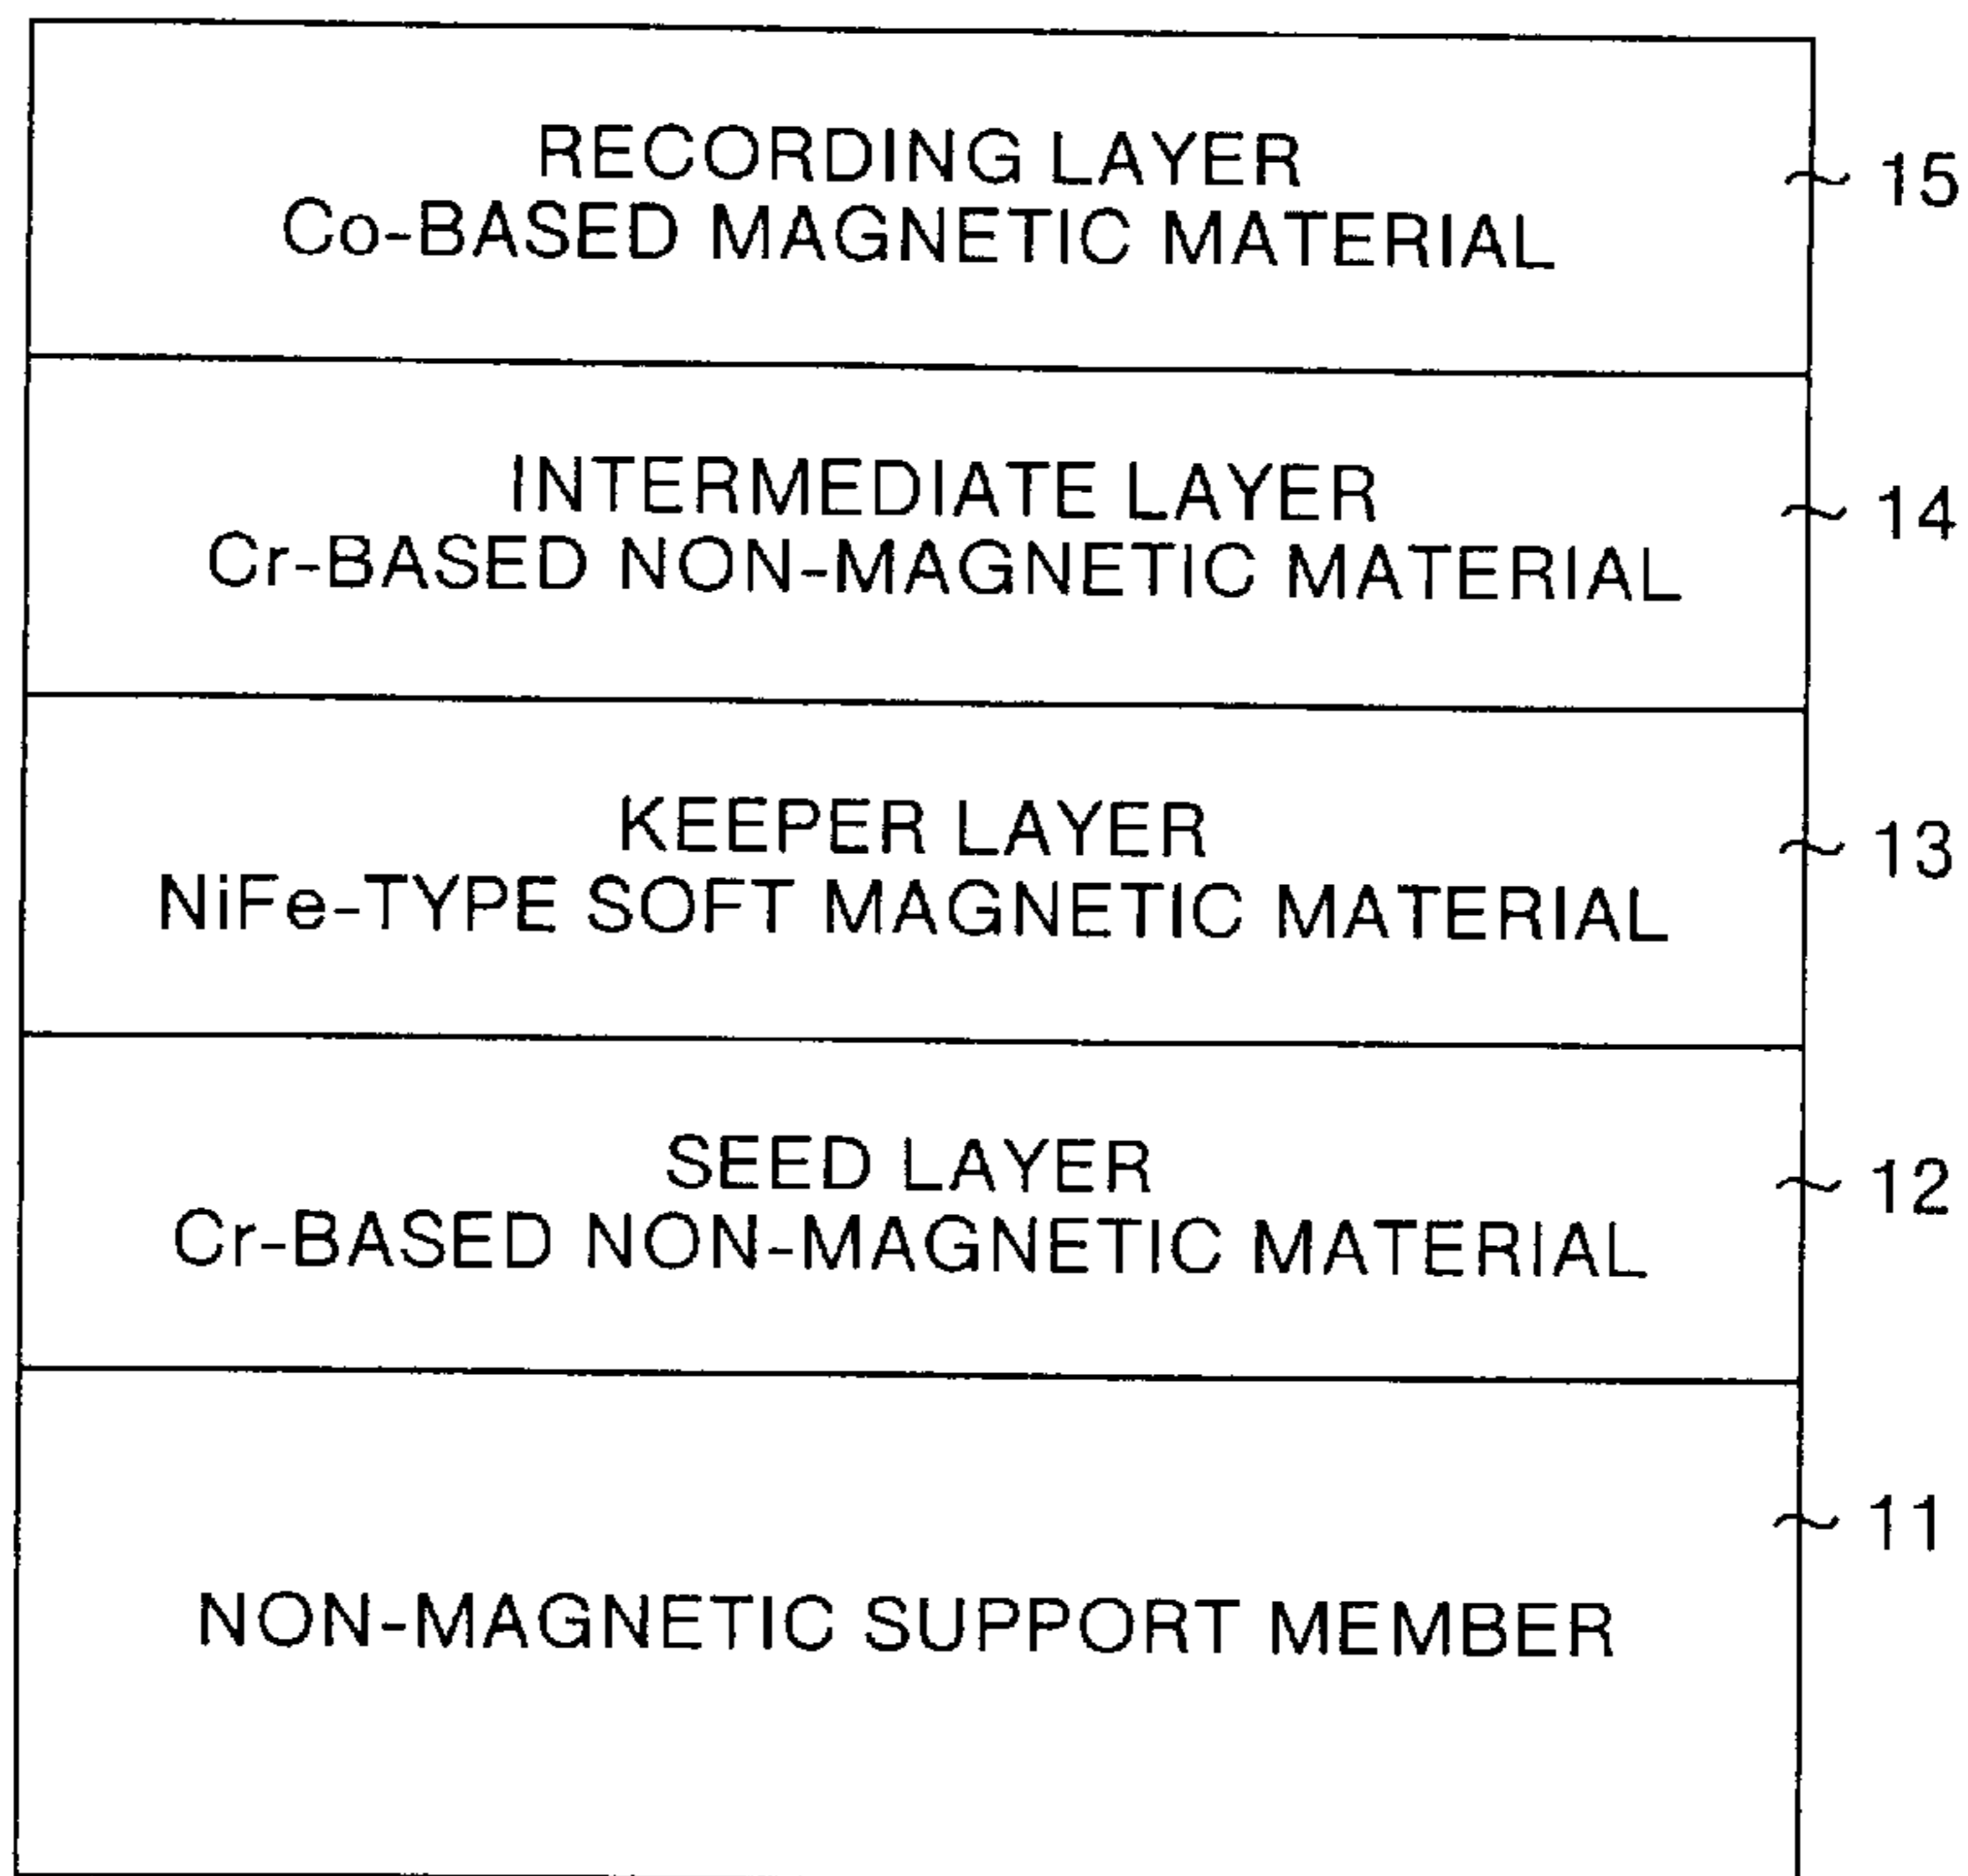 RECORDING LAYER
Co-BASED MAGNETIC MATERIAL
15
INTERMEDIATE LAYER
Cr-BASED NON-MAGNETIC MATERIAL
14
KEEPER LAYER
NiFe-TYPE SOFT MAGNETIC MATERIAL
13
SEED LAYER
Cr-BASED NON-MAGNETIC MATERIAL
12
11
NON-MAGNETIC SUPPORT MEMBER